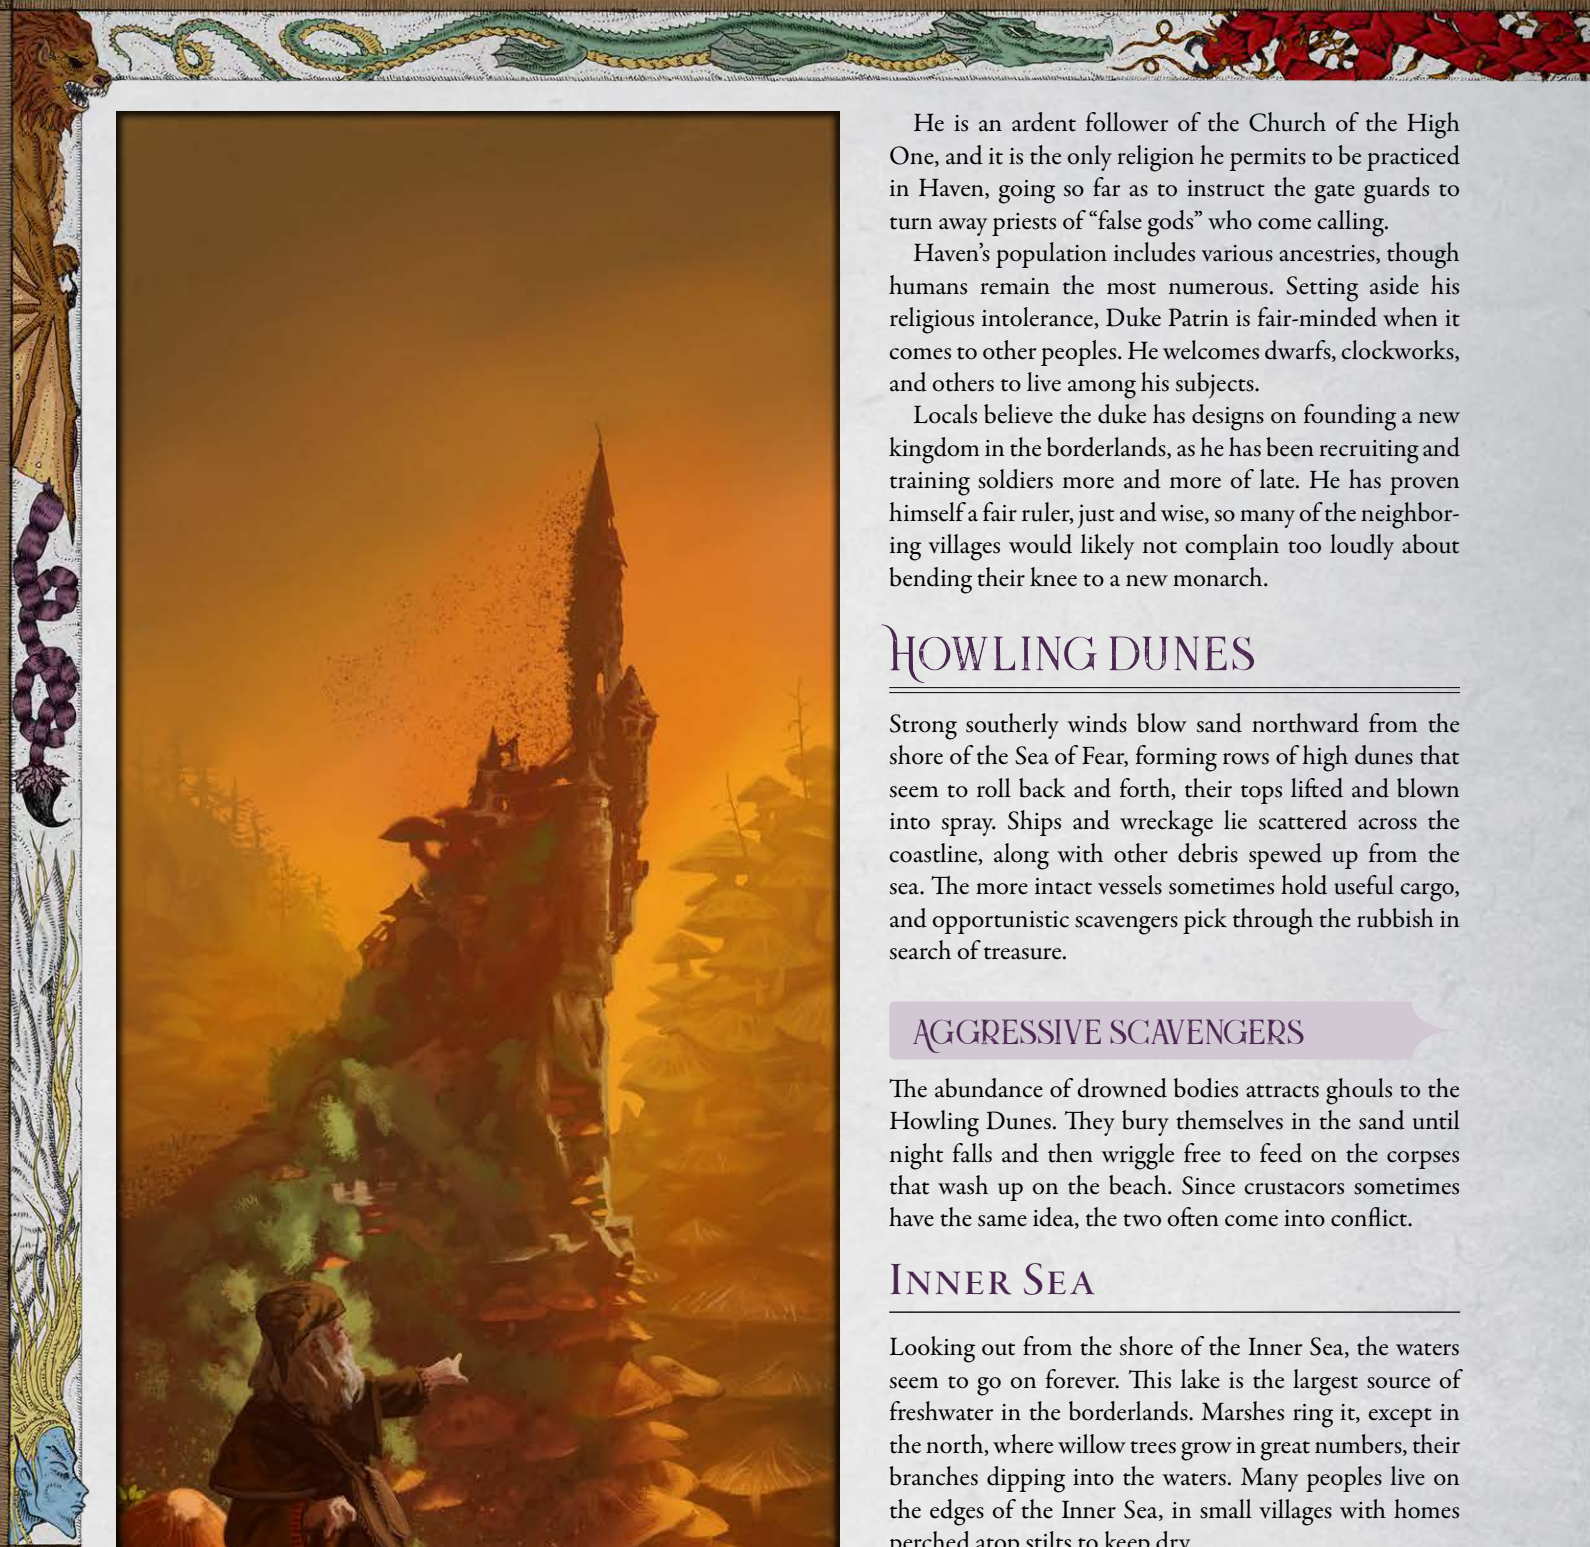 He is an ardent follower of the Church of the High
One, and it is the only religion he permits to be practiced
in Haven, going so far as to instruct the gate guards to
turn away priests of “false gods” who come calling.
Haven’s population includes various ancestries, though
humans remain the most numerous. Setting aside his
religious intolerance, Duke Patrin is fair-minded when it
comes to other peoples. He welcomes dwarfs, clockworks,
and others to live among his subjects.
Locals believe the duke has designs on founding a new
kingdom in the borderlands, as he has been recruiting and
training soldiers more and more of late. He has proven
himself a fair ruler, just and wise, so many of the neighbor-
ing villages would likely not complain too loudly about
bending their knee to a new monarch.
HOWLING DUNES
Strong southerly winds blow sand northward from the
shore of the Sea of Fear, forming rows of high dunes that
seem to roll back and forth, their tops lifted and blown
into spray. Ships and wreckage lie scattered across the
coastline, along with other debris spewed up from the
sea. The more intact vessels sometimes hold useful cargo,
and opportunistic scavengers pick through the rubbish in
search of treasure.
AGGRESSIVE SCAVENGERS
The abundance of drowned bodies attracts ghouls to the
Howling Dunes. They bury themselves in the sand until
night falls and then wriggle free to feed on the corpses
that wash up on the beach. Since crustacors sometimes
have the same idea, the two often come into conflict.
INNER SEA
Looking out from the shore of the Inner Sea, the waters
seem to go on forever. This lake is the largest source of
freshwater in the borderlands. Marshes ring it, except in
the north, where willow trees grow in great numbers, their
branches dipping into the waters. Many peoples live on
the edges of the Inner Sea, in small villages with homes
perched atop stilts to keep dry.